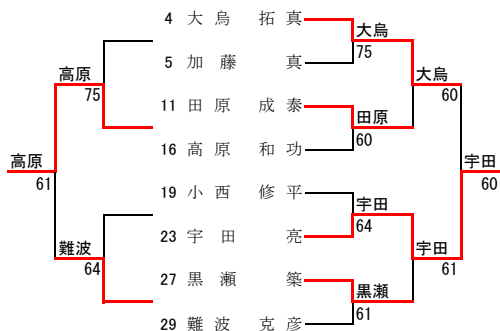 4 大鳥 拓真
大鳥
75
5 加藤 真
高原
75
大鳥
60
11 田原 成泰
田原
60
16 高原 和功
高原
61
宇田
60
19 小西 修平
宇田
64
23 宇田 亮
難波
64
宇田
61
27 黒瀬 築
黒瀬
61
29 難波 克彦